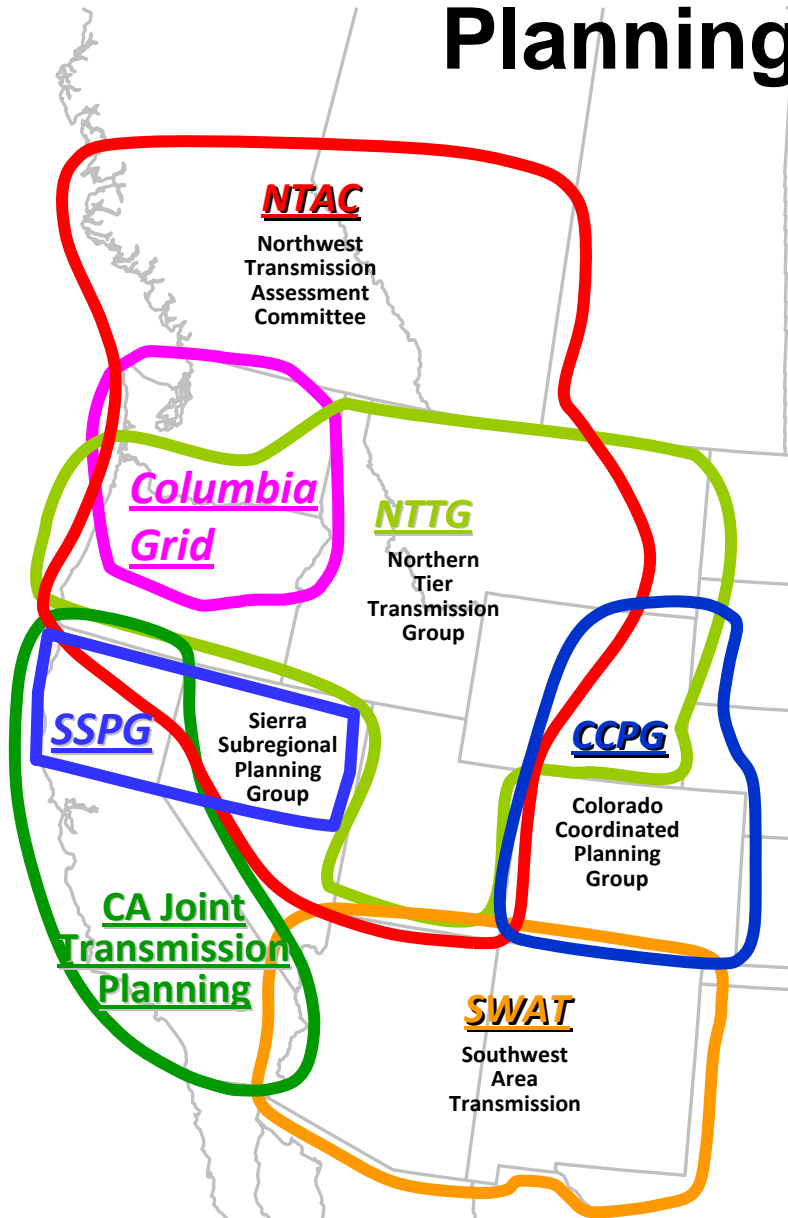 Planning
NTAC
Northwest
Transmission
Assessment
Committee
Columbia
Grid
NTTG
Northern
Tier
Transmission
Group
SSPG
Sierra
Subregional
Planning
Group
CCPG
Colorado
Coordinated
Planning
Group
CA Joint
Transmission
Planning
SWAT
Southwest
Area
Transmission